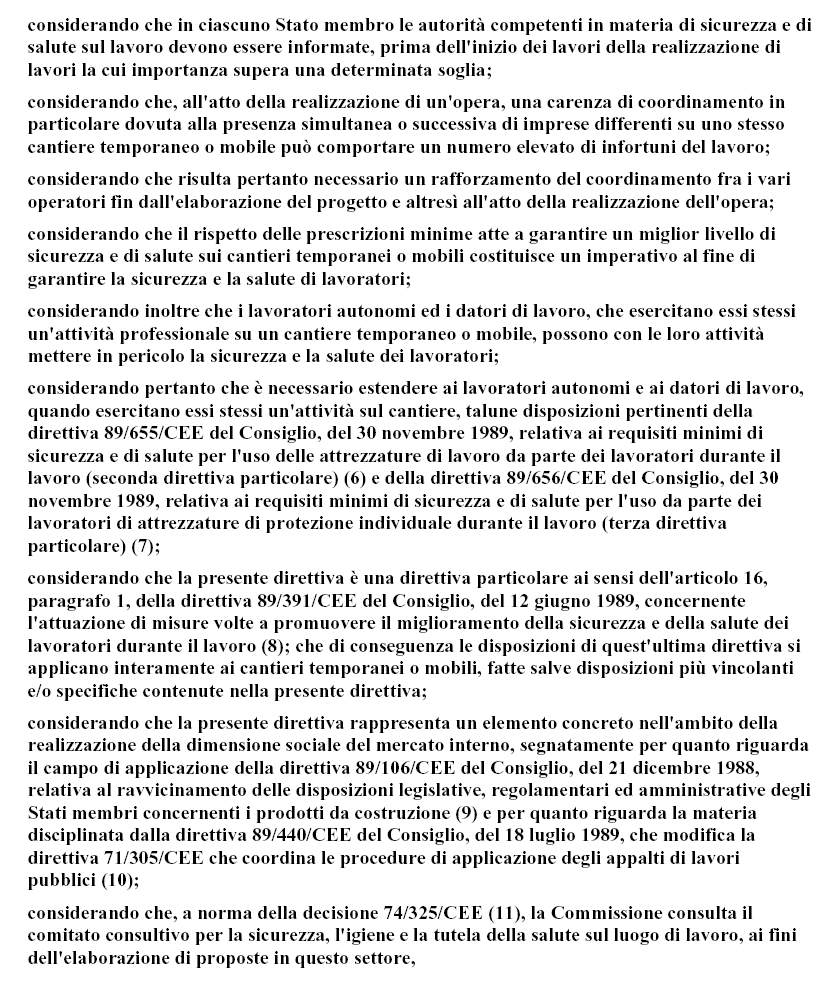 considerando che in ciascuno Stato membro le autorità competenti in materia di sicurezza e di
salute sul lavoro devono essere informate, prima dell'inizio dei lavori della realizzazione di
lavori la cui importanza supera una determinata soglia;
considerando che, all'atto della realizzazione di un'opera, una carenza di coordinamento in
particolare dovuta alla presenza simultanea o successiva di imprese differenti su uno stesso
cantiere temporaneo o mobile può comportare un numero elevato di infortuni del lavoro;
considerando che risulta pertanto necessario un rafforzamento del coordinamento fra i vari
operatori fin dall'elaborazione del progetto e altresì all'atto della realizzazione dell'opera;
considerando che il rispetto delle prescrizioni minime atte a garantire un miglior livello di
sicurezza e di salute sui cantieri temporanei o mobili costituisce un imperativo al fine di
garantire la sicurezza e la salute di lavoratori;
considerando inoltre che i lavoratori autonomi ed i datori di lavoro, che esercitano essi stessi
un'attività professionale su un cantiere temporaneo o mobile, possono con le loro attività
mettere in pericolo la sicurezza e la salute dei lavoratori;
considerando pertanto che è necessario estendere ai lavoratori autonomi e ai datori di lavoro,
quando esercitano essi stessi un'attività sul cantiere, talune disposizioni pertinenti della
direttiva 89/655/CEE del Consiglio, del 30 novembre 1989, relativa ai requisiti minimi di
sicurezza e di salute per l'uso delle attrezzature di lavoro da parte dei lavoratori durante il
lavoro (seconda direttiva particolare) (6) e della direttiva 89/656/CEE del Consiglio, del 30
novembre 1989, relativa ai requisiti minimi di sicurezza e di salute per l'uso da parte dei
lavoratori di attrezzature di protezione individuale durante il lavoro (terza direttiva
particolare) (7);
considerando che la presente direttiva è una direttiva particolare ai sensi dell'articolo 16,
paragrafo 1, della direttiva 89/391/CEE del Consiglio, del 12 giugno 1989, concernente
l'attuazione di misure volte a promuovere il miglioramento della sicurezza e della salute dei
lavoratori durante il lavoro (8); che di conseguenza le disposizioni di quest'ultima direttiva si
applicano interamente ai cantieri temporanei o mobili, fatte salve disposizioni più vincolanti
e/o specifiche contenute nella presente direttiva;
considerando che la presente direttiva rappresenta un elemento concreto nell'ambito della
realizzazione della dimensione sociale del mercato interno, segnatamente per quanto riguarda
il campo di applicazione della direttiva 89/106/CEE del Consiglio, del 21 dicembre 1988,
relativa al ravvicinamento delle disposizioni legislative, regolamentari ed amministrative degli
Stati membri concernenti i prodotti da costruzione (9) e per quanto riguarda la materia
disciplinata dalla direttiva 89/440/CEE del Consiglio, del 18 luglio 1989, che modifica la
direttiva 71/305/CEE che coordina le procedure di applicazione degli appalti di lavori
pubblici (10);
considerando che, a norma della decisione 74/325/CEE (11), la Commissione consulta il
comitato consultivo per la sicurezza, l'igiene e la tutela della salute sul luogo di lavoro, ai fini
dell'elaborazione di proposte in questo settore,